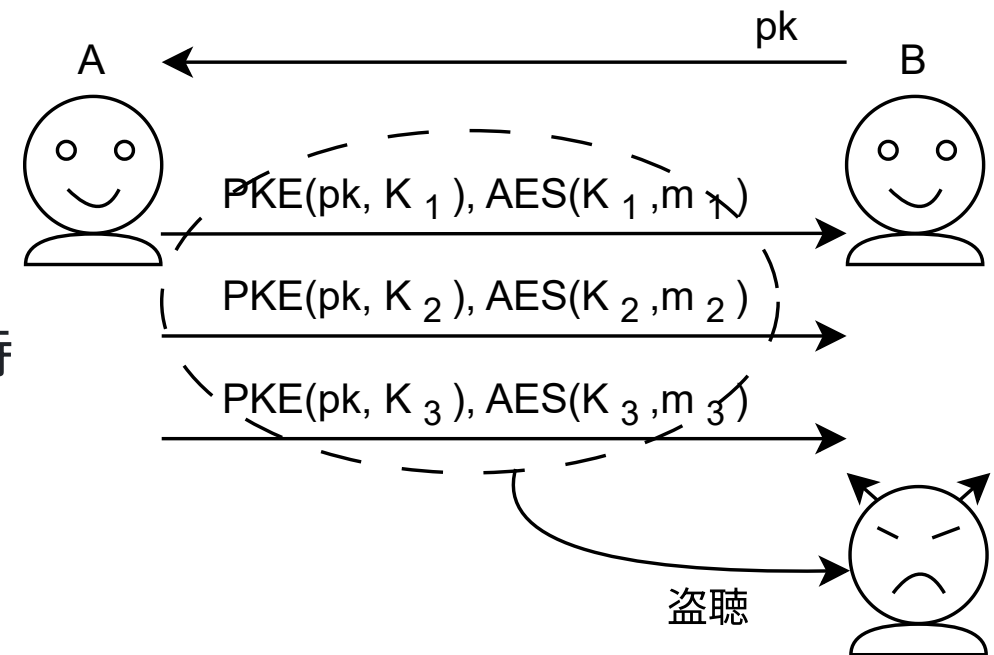 pk
A
B
PKE(pk, K 1 ), AES(K 1 ,m 1 )
PKE(pk, K 2 ), AES(K 2 ,m 2 )
PKE(pk, K 3 ), AES(K 3 ,m 3 )
盗聴